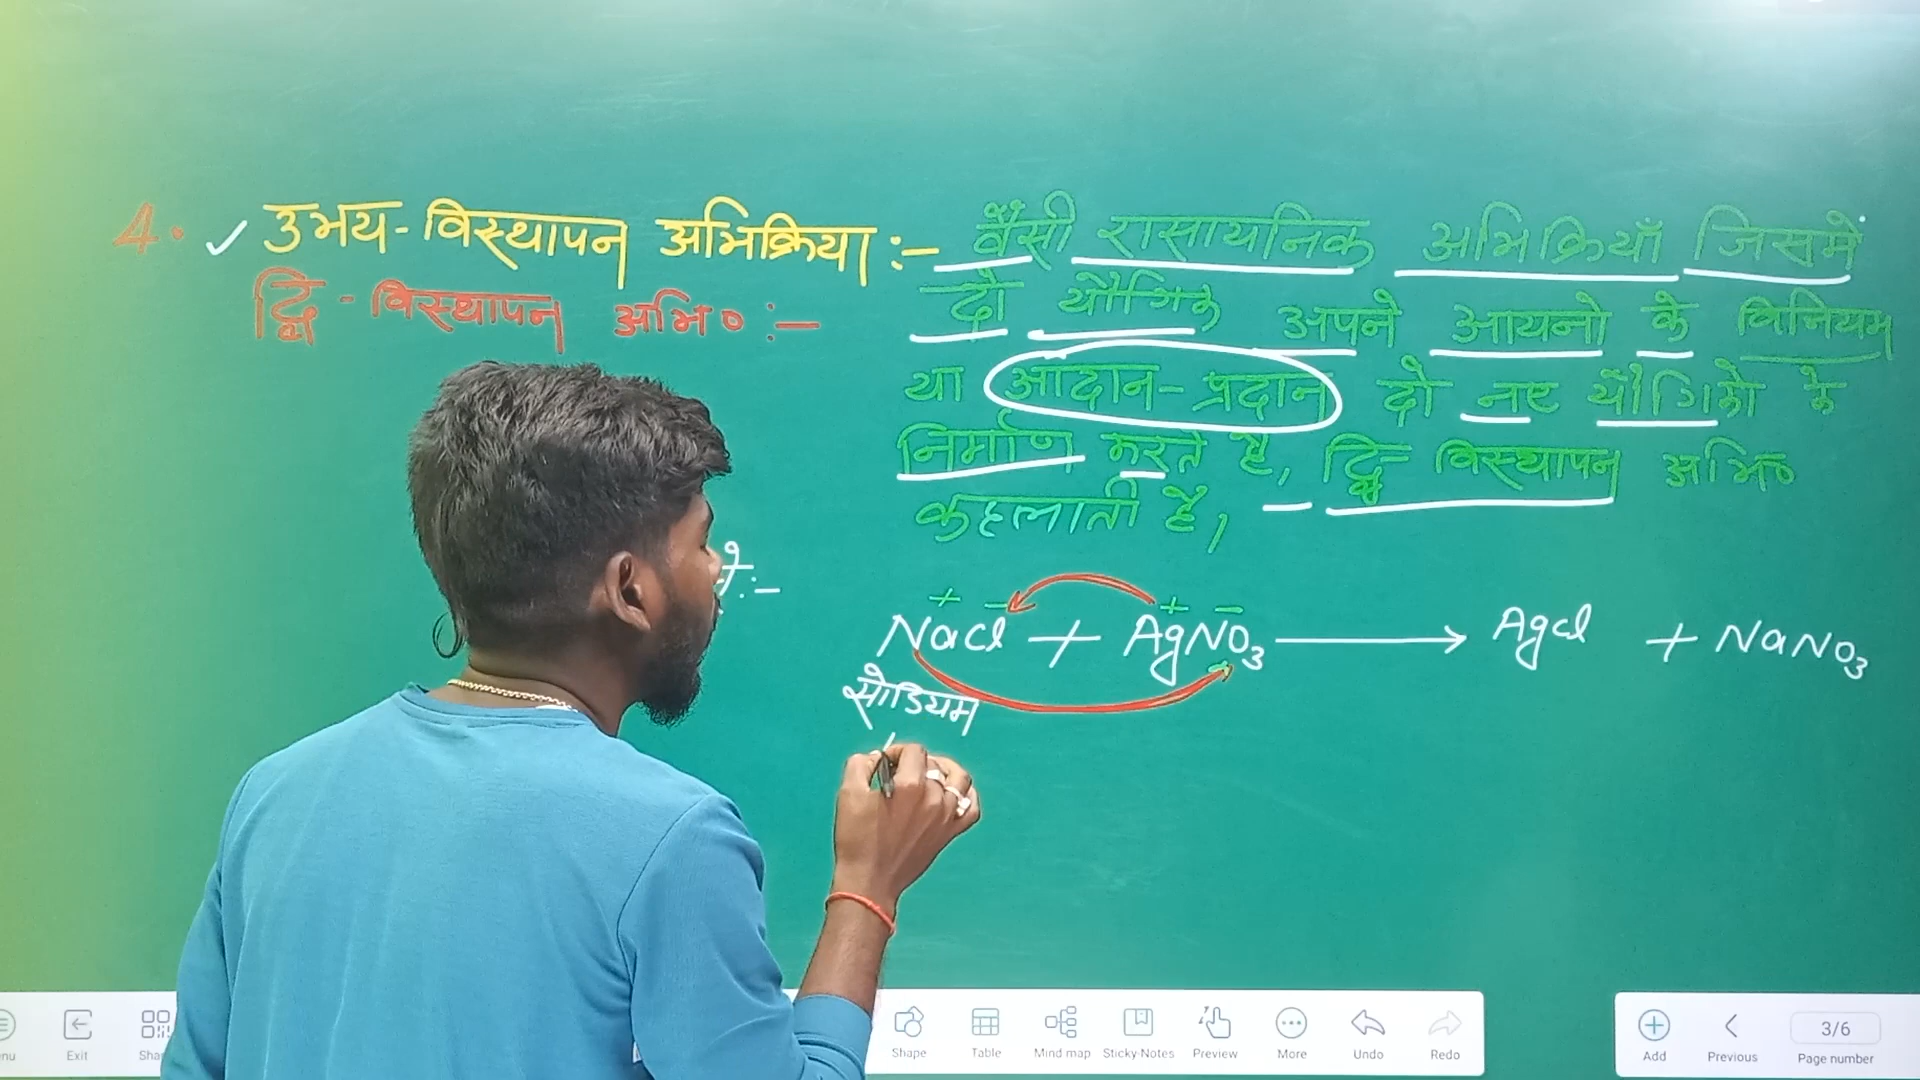 4. ✓ उभय-विस्थापन अभिक्रिया :-
द्वि-विस्थापन अभि० :-
वैसी रासायनिक अभिक्रियाँ जिसमें
दो यौगिक अपने आयनो के विनियम
या आदान-प्रदान दो नए यौगिको के
निर्माण करते है, द्वि विस्थापन अभि०
कहलाती है,
+ - + -
NaCl + AgNO3 → AgCl + NaNO3
सोडियम
Exit
Shape
Table
Mind map
Sticky Notes
Preview
More
Undo
Redo
Add
Previous
3/6
Page number